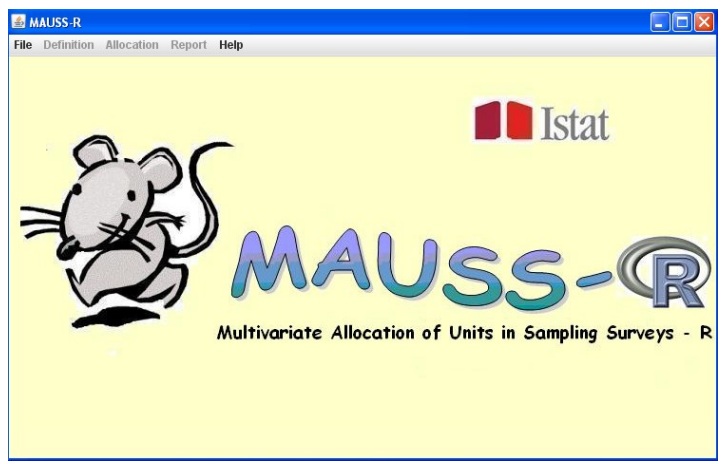 MAUSS-R
File Definition Allocation Report Help
Istat
MAUSS-R
Multivariate Allocation of Units in Sampling Surveys - R